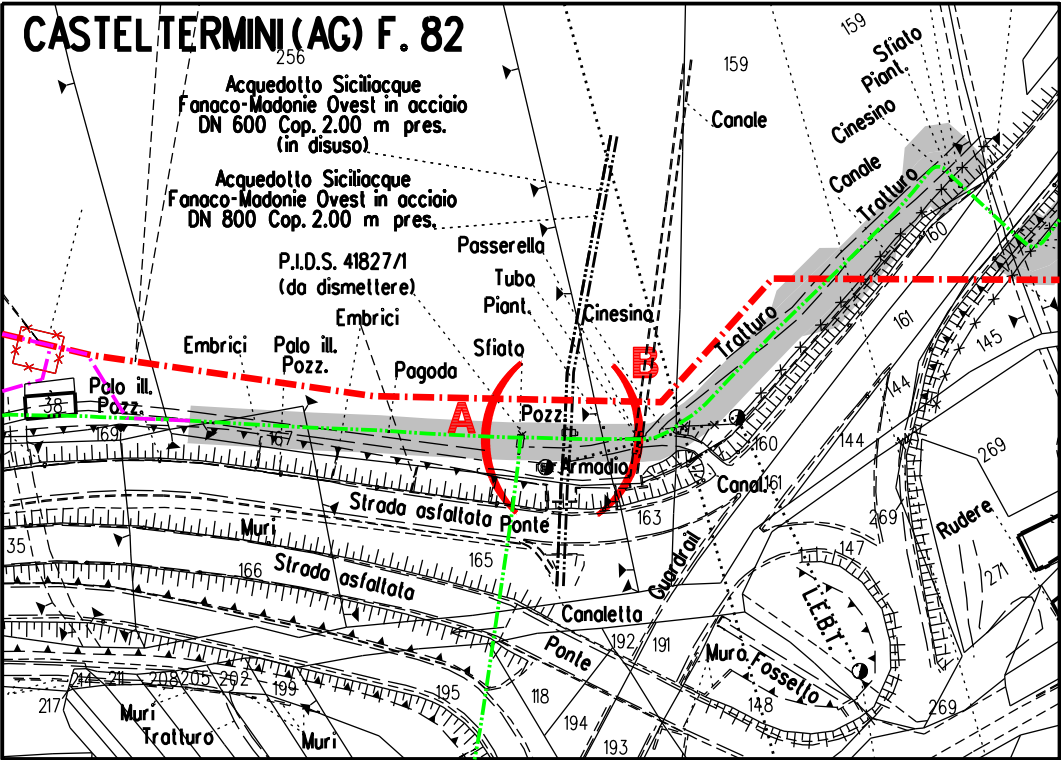 CASTELTERMINI (AG) F. 82
256
159
159
Acquedotto Siciliacque
Fanaco-Madonie Ovest in acciaio
DN 600 Cop. 2.00 m pres.
(in disuso)
Sfiato
Piant.
Cinesino
Canale
Canale
Tratturo
Acquedotto Siciliacque
Fanaco-Madonie Ovest in acciaio
DN 800 Cop. 2.00 m pres.
160
Passerella
P.I.D.S. 41827/1
(da dismettere)
Tubo
Piant.
Cinesino
Embrici
Tratturo
161
145
Embrici
Palo ill.
Pozz.
Sfiato
Pagoda
B
Palo ill.
Pozz.
38
A
Pozz
144
169
167
160
144
269
Armadio
Canal.
161
Strada asfaltata
Ponte
163
269
Rudere
Muri
35
165
147
Guardrail
271
166
Strada asfaltata
I.E.B.T.
Canaletta
192
191
Ponte
Muro Fossello
214
211
208
205
202
199
195
118
148
269
217
Muri
Tratturo
Muri
194
193